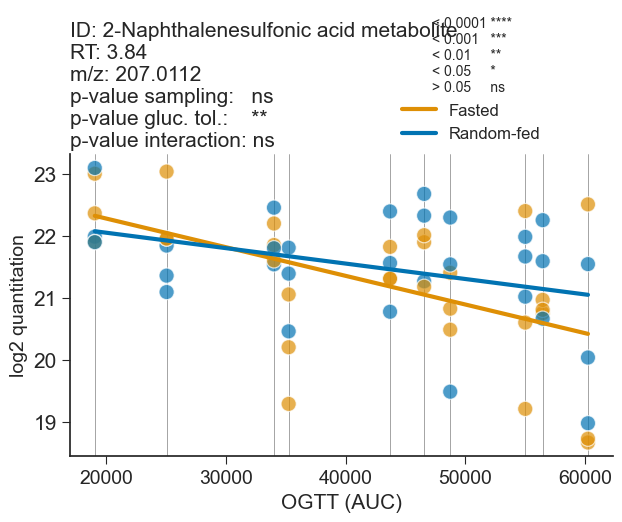 ID: 2-Naphthalenesulfonic acid metabolite
RT: 3.84
m/z: 207.0112
p-value sampling: ns
p-value gluc. tol.: **
p-value interaction: ns
< 0.0001 ****
< 0.001 ***
< 0.01 **
< 0.05 *
> 0.05 ns
Fasted
Random-fed
log2 quantitation
23
22
21
20
19
20000 30000 40000 50000 60000
OGTT (AUC)